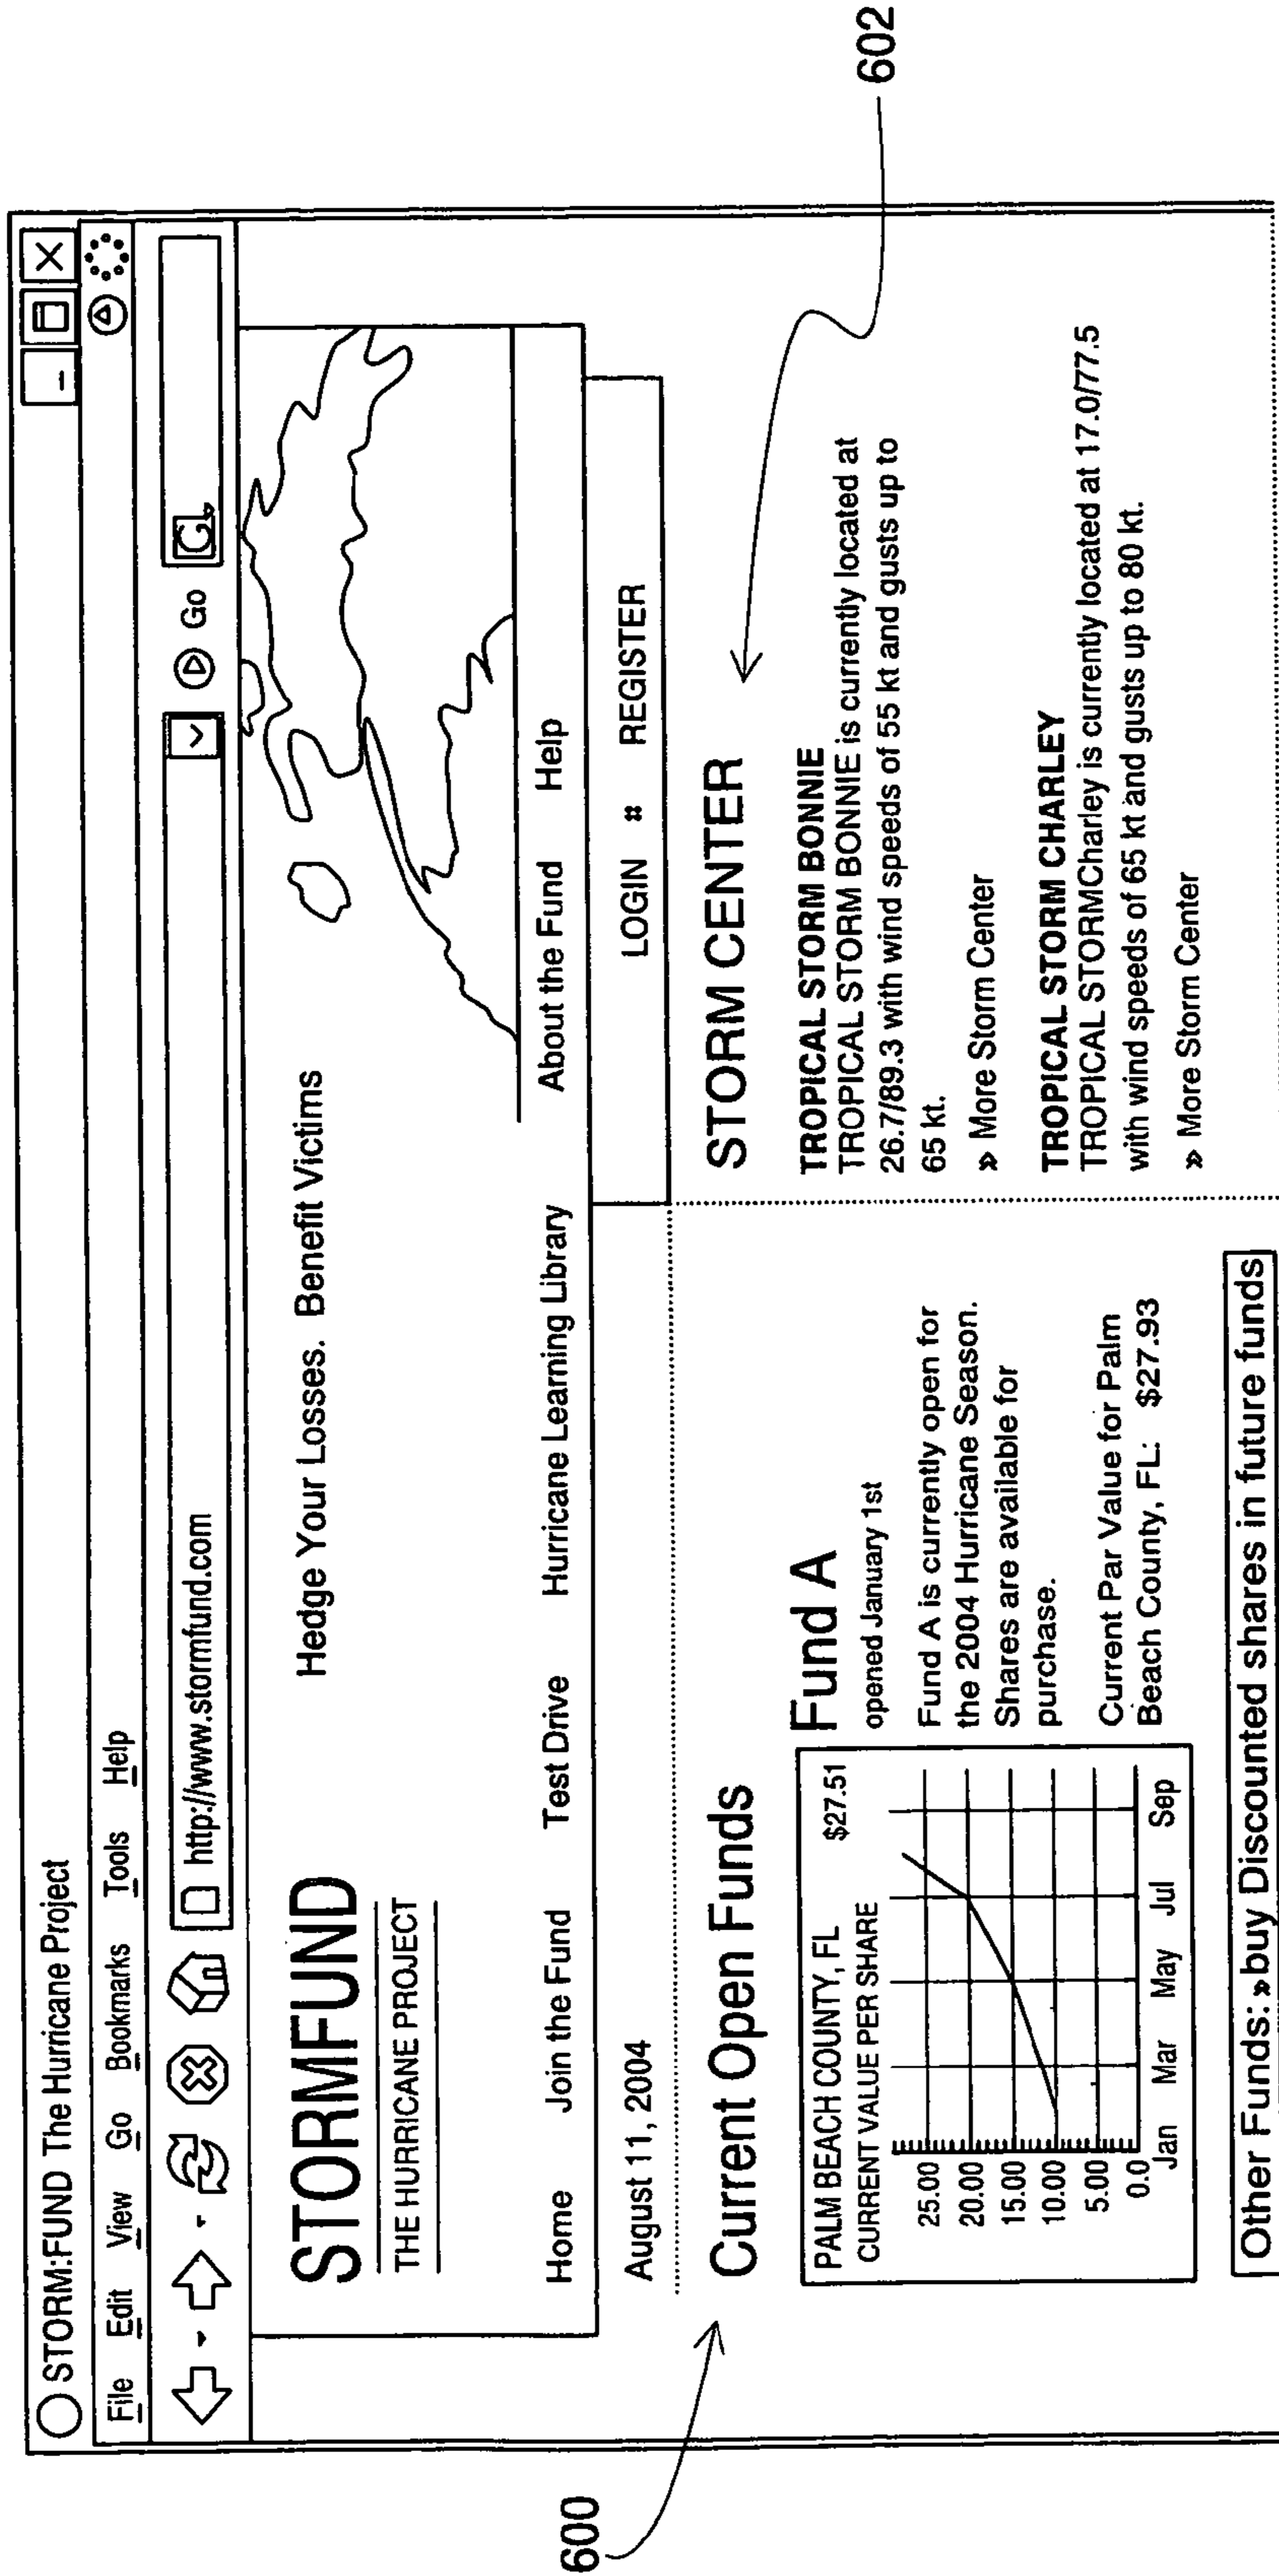 STORM:FUND The Hurricane Project
File Edit View Go Bookmarks Tools Help
http://www.stormfund.com
Go
G
STORMFUND
THE HURRICANE PROJECT
Hedge Your Losses. Benefit Victims
Home Join the Fund Test Drive Hurricane Learning Library About the Fund Help
August 11, 2004
LOGIN :: REGISTER
600
Current Open Funds
PALM BEACH COUNTY, FL
CURRENT VALUE PER SHARE
$27.51
25.00
20.00
15.00
10.00
5.00
0.0
Jan Mar May Jul Sep
Fund A
opened January 1st
Fund A is currently open for
the 2004 Hurricane Season.
Shares are available for
purchase.
Current Par Value for Palm
Beach County, FL: $27.93
Other Funds: »buy Discounted shares in future funds
602
STORM CENTER
TROPICAL STORM BONNIE
TROPICAL STORM BONNIE is currently located at
26.7/89.3 with wind speeds of 55 kt and gusts up to
65 kt.
» More Storm Center
TROPICAL STORM CHARLEY
TROPICAL STORMCharley is currently located at 17.0/77.5
with wind speeds of 65 kt and gusts up to 80 kt.
» More Storm Center